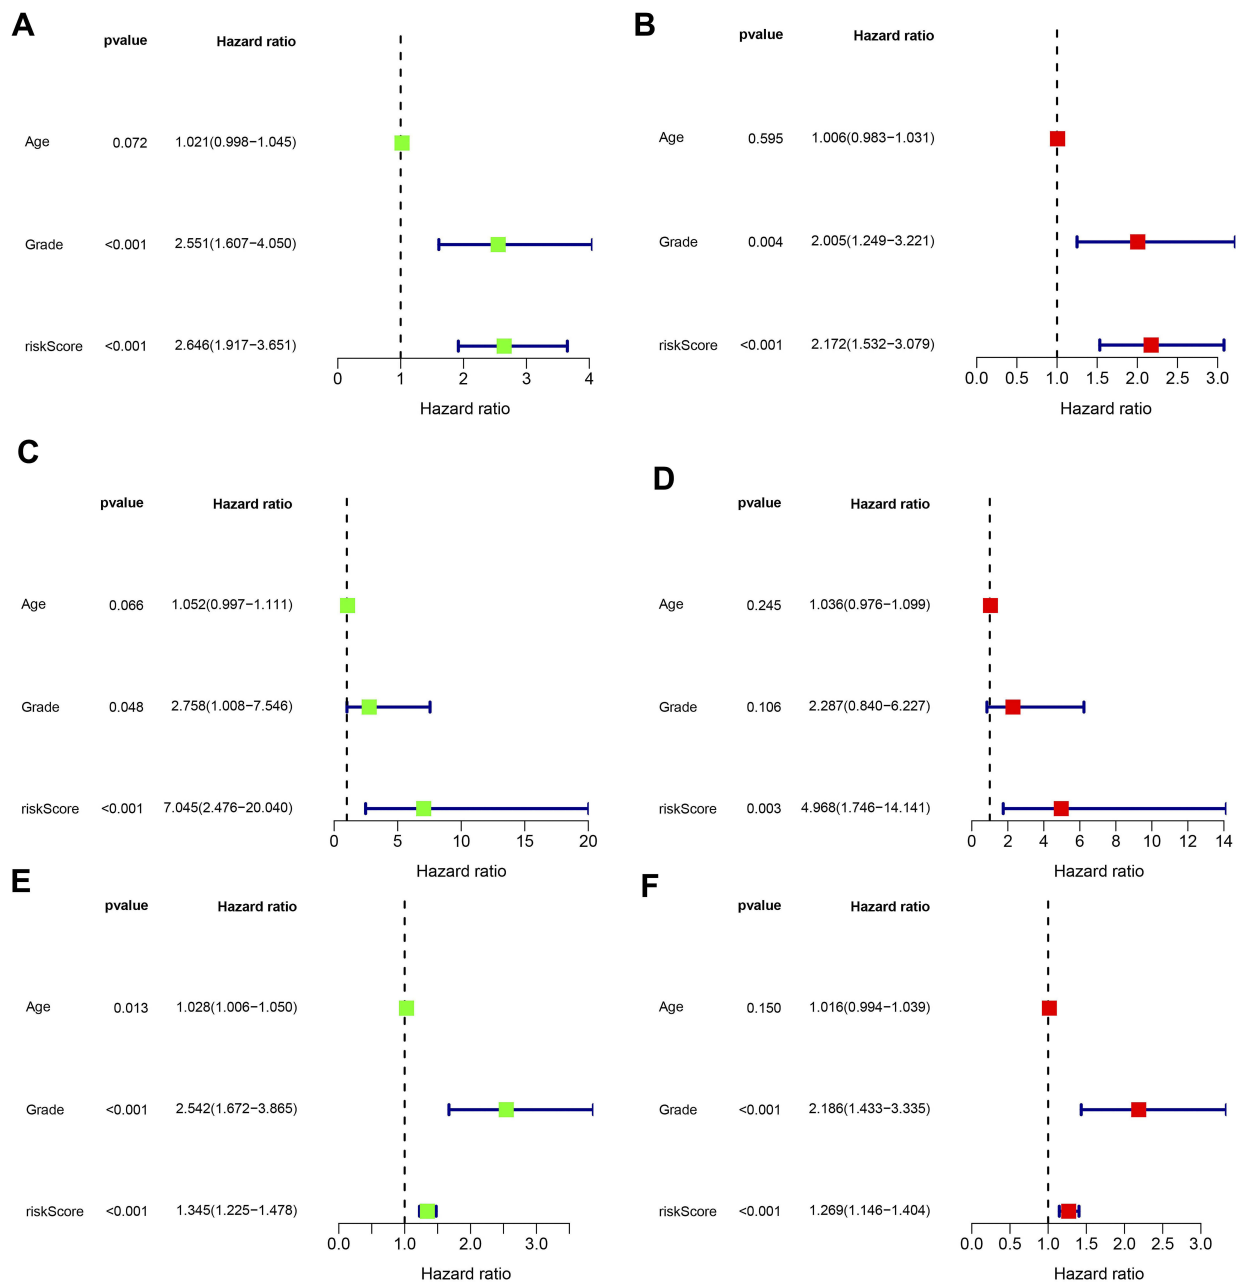 A
pvalue Hazard ratio
Age 0.072 1.021(0.998−1.045)
Grade <0.001 2.551(1.607−4.050)
riskScore <0.001 2.646(1.917−3.651)
0 1 2 3 4
Hazard ratio
B
pvalue Hazard ratio
Age 0.595 1.006(0.983−1.031)
Grade 0.004 2.005(1.249−3.221)
riskScore <0.001 2.172(1.532−3.079)
0.0 0.5 1.0 1.5 2.0 2.5 3.0
Hazard ratio
C
pvalue Hazard ratio
Age 0.066 1.052(0.997−1.111)
Grade 0.048 2.758(1.008−7.546)
riskScore <0.001 7.045(2.476−20.040)
0 5 10 15 20
Hazard ratio
D
pvalue Hazard ratio
Age 0.245 1.036(0.976−1.099)
Grade 0.106 2.287(0.840−6.227)
riskScore 0.003 4.968(1.746−14.141)
0 2 4 6 8 10 12 14
Hazard ratio
E
pvalue Hazard ratio
Age 0.013 1.028(1.006−1.050)
Grade <0.001 2.542(1.672−3.865)
riskScore <0.001 1.345(1.225−1.478)
0.0 1.0 2.0 3.0
Hazard ratio
F
pvalue Hazard ratio
Age 0.150 1.016(0.994−1.039)
Grade <0.001 2.186(1.433−3.335)
riskScore <0.001 1.269(1.146−1.404)
0.0 0.5 1.0 1.5 2.0 2.5 3.0
Hazard ratio